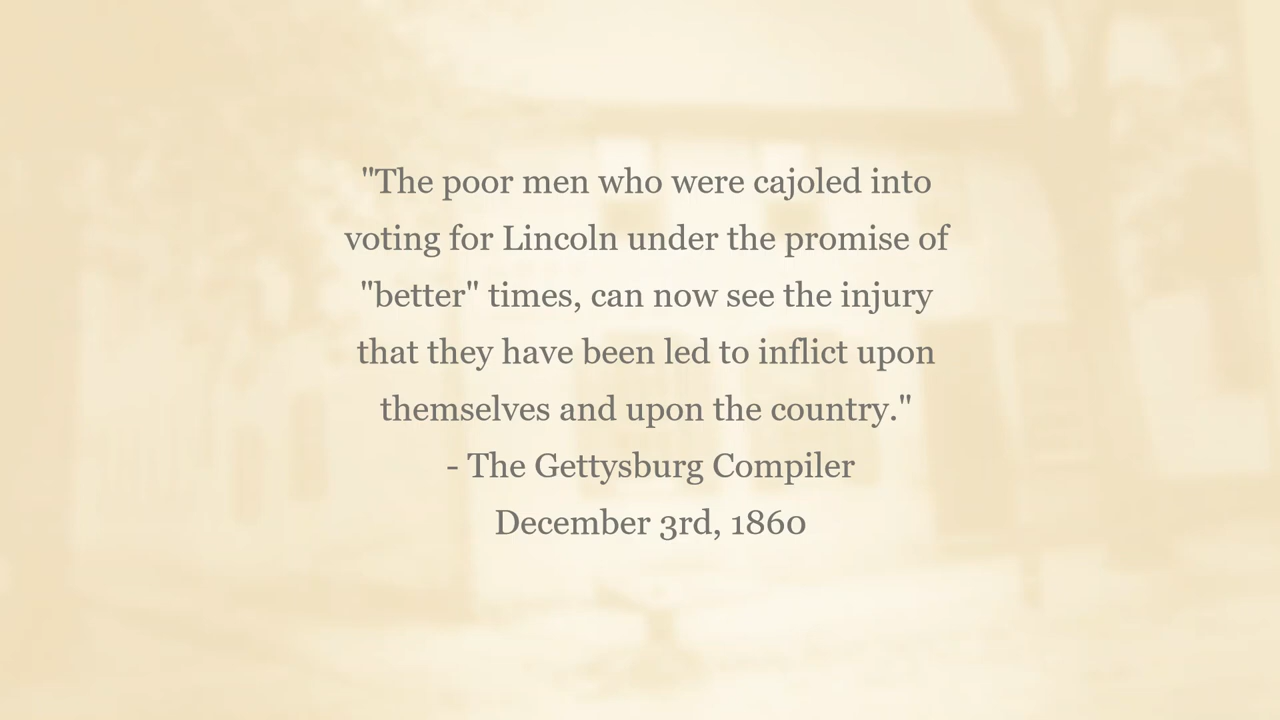 "The poor men who were cajoled into
voting for Lincoln under the promise of
"better" times, can now see the injury
that they have been led to inflict upon
themselves and upon the country."
- The Gettysburg Compiler
December 3rd, 1860